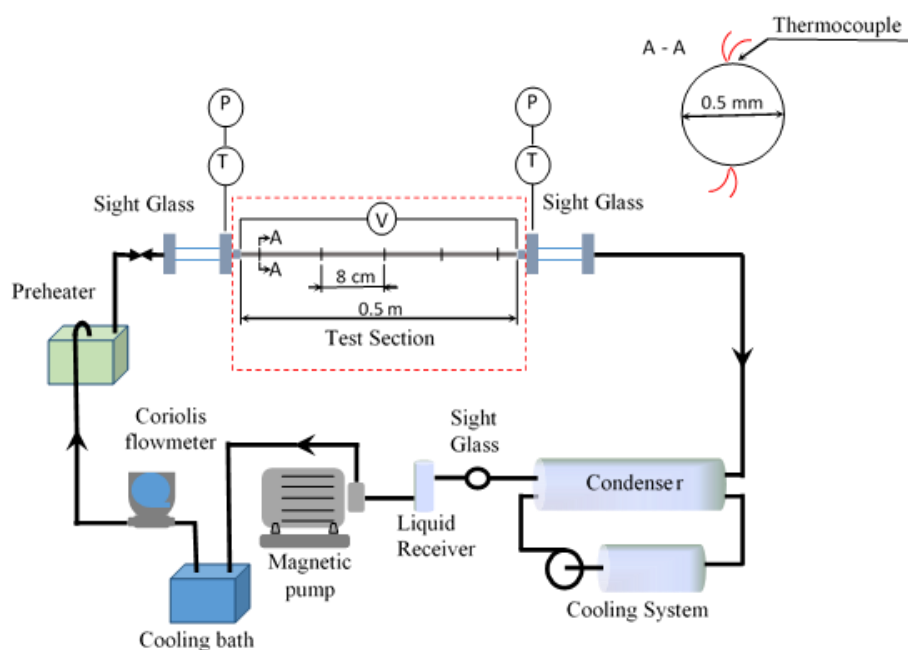 Thermocouple
A - A
0.5 mm
P
P
T
T
Sight Glass
Sight Glass
V
A
A
8 cm
0.5 m
Test Section
Preheater
Coriolis
flowmeter
Sight
Glass
Condenser
Liquid
Receiver
Magnetic
pump
Cooling System
Cooling bath